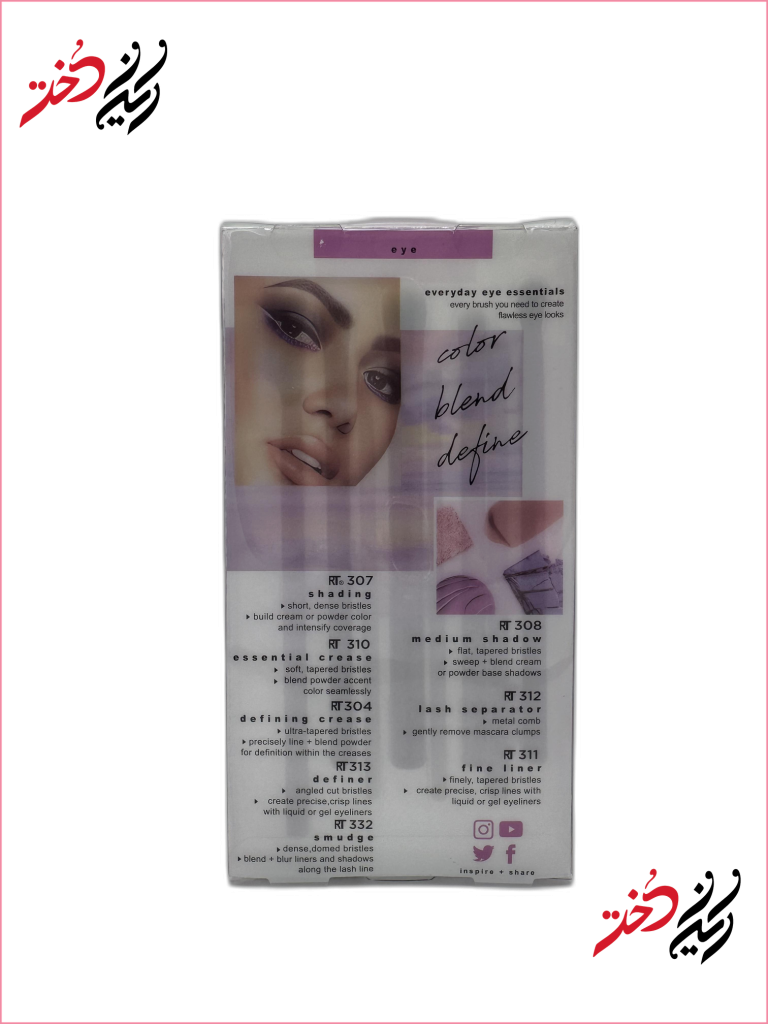 زرین دخت
eye
everyday eye essentials
every brush you need to create
flawless eye looks
color
blend
define
RT® 307
shading
short, dense bristles
build cream or powder color
and intensify coverage
RT 310
essential crease
soft, tapered bristles
blend powder accent
color seamlessly
RT 304
defining crease
ultra-tapered bristles
precisely line + blend powder
for definition within the creases
RT 313
definer
angled cut bristles
create precise,crisp lines
with liquid or gel eyeliners
RT 332
smudge
dense,domed bristles
blend + blur liners and shadows
along the lash line
RT 308
medium shadow
flat, tapered bristles
sweep + blend cream
or powder base shadows
RT 312
lash separator
metal comb
gently remove mascara clumps
RT 311
fine liner
finely, tapered bristles
create precise, crisp lines with
liquid or gel eyeliners
inspire + share
زرین دخت